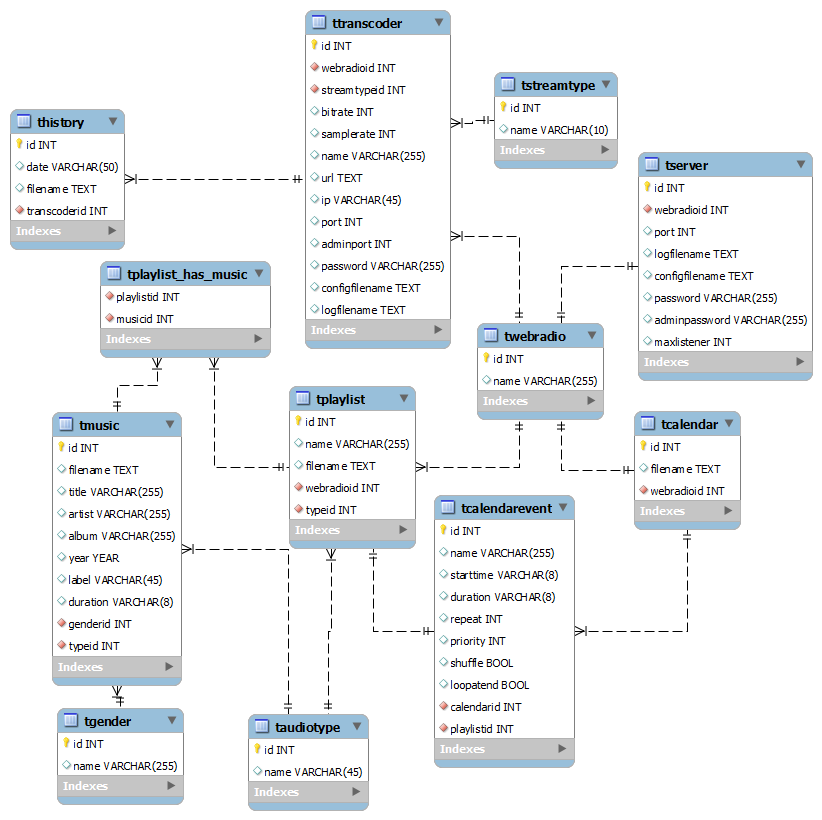 ttranscoder
id INT
webradioid INT
streamtypeid INT
bitrate INT
samplerate INT
name VARCHAR(255)
url TEXT
ip VARCHAR(45)
port INT
adminport INT
password VARCHAR(255)
configfilename TEXT
logfilename TEXT
Indexes
tstreamtype
id INT
name VARCHAR(10)
Indexes
thistory
id INT
date VARCHAR(50)
filename TEXT
transcoderid INT
Indexes
tserver
id INT
webradioid INT
port INT
logfilename TEXT
configfilename TEXT
password VARCHAR(255)
adminpassword VARCHAR(255)
maxlistener INT
Indexes
tplaylist_has_music
playlistid INT
musicid INT
Indexes
twebradio
id INT
name VARCHAR(255)
Indexes
tplaylist
id INT
name VARCHAR(255)
filename TEXT
webradioid INT
typeid INT
Indexes
tmusic
id INT
filename TEXT
title VARCHAR(255)
artist VARCHAR(255)
album VARCHAR(255)
year YEAR
label VARCHAR(45)
duration VARCHAR(8)
genderid INT
typeid INT
Indexes
tcalendar
id INT
filename TEXT
webradioid INT
Indexes
tcalendarevent
id INT
name VARCHAR(255)
starttime VARCHAR(8)
duration VARCHAR(8)
repeat INT
priority INT
shuffle BOOL
loopatend BOOL
calendarid INT
playlistid INT
Indexes
tgender
id INT
name VARCHAR(255)
Indexes
taudiotype
id INT
name VARCHAR(45)
Indexes